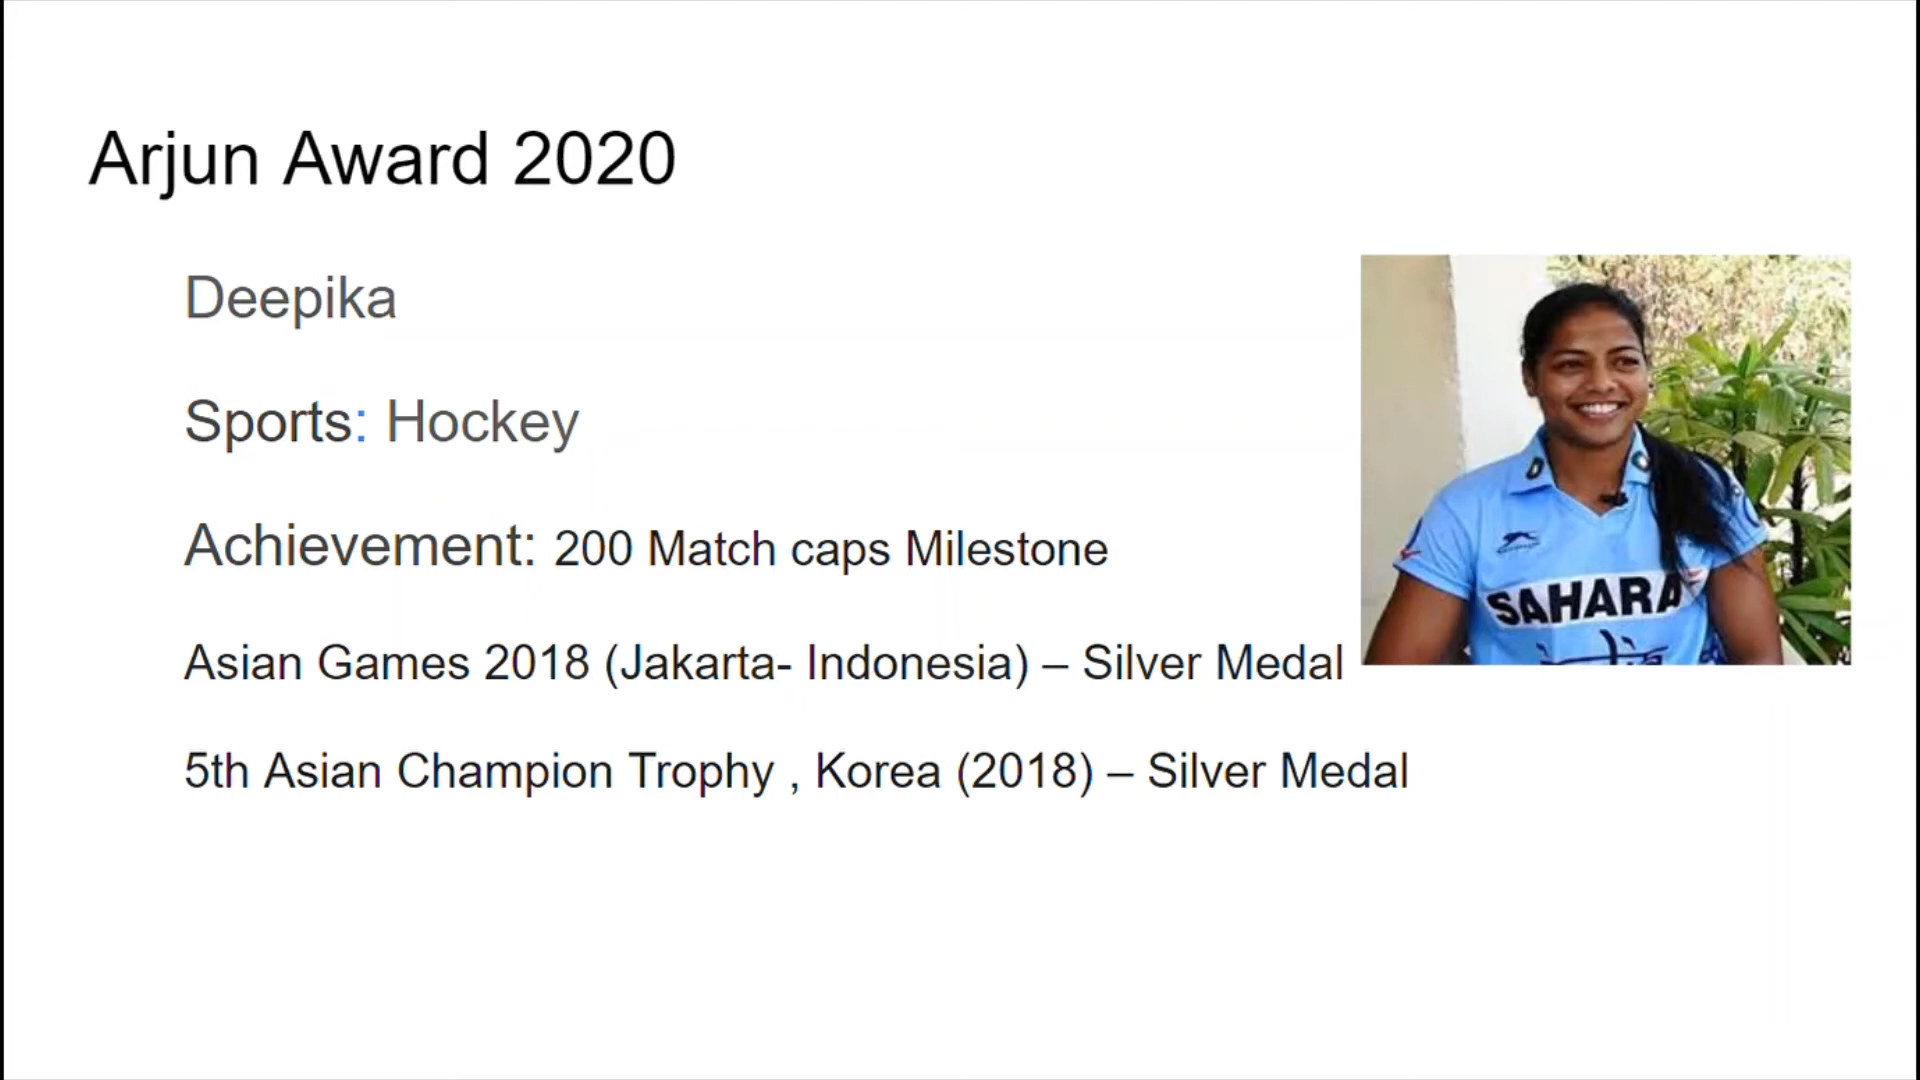 Arjun Award 2020
Deepika
Sports: Hockey
Achievement: 200 Match caps Milestone
Asian Games 2018 (Jakarta- Indonesia) – Silver Medal
5th Asian Champion Trophy , Korea (2018) – Silver Medal
SAHARA